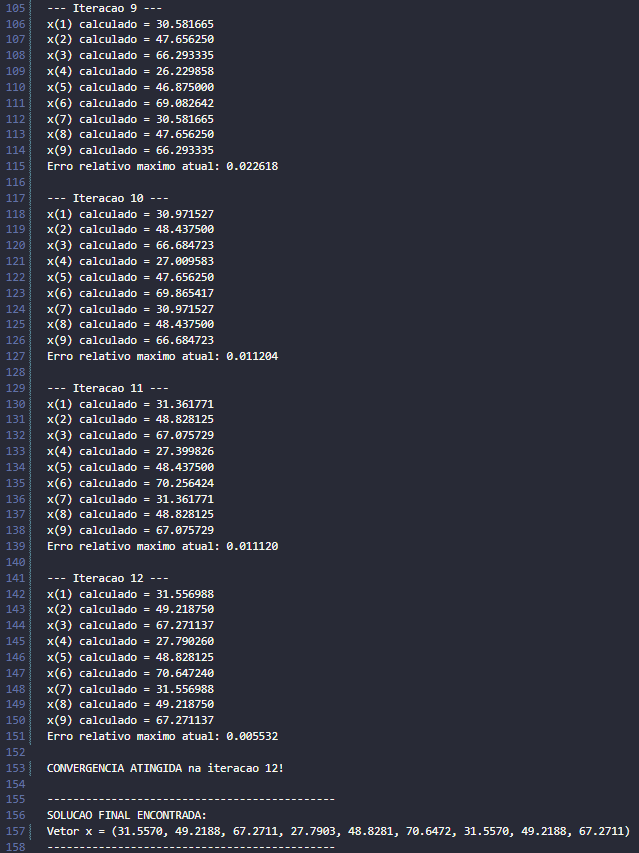 105 --- Iteracao 9 ---
106 x(1) calculado = 30.581665
107 x(2) calculado = 47.656250
108 x(3) calculado = 66.293335
109 x(4) calculado = 26.229858
110 x(5) calculado = 46.875000
111 x(6) calculado = 69.082642
112 x(7) calculado = 30.581665
113 x(8) calculado = 47.656250
114 x(9) calculado = 66.293335
115 Erro relativo maximo atual: 0.022618
116
117 --- Iteracao 10 ---
118 x(1) calculado = 30.971527
119 x(2) calculado = 48.437500
120 x(3) calculado = 66.684723
121 x(4) calculado = 27.009583
122 x(5) calculado = 47.656250
123 x(6) calculado = 69.865417
124 x(7) calculado = 30.971527
125 x(8) calculado = 48.437500
126 x(9) calculado = 66.684723
127 Erro relativo maximo atual: 0.011204
128
129 --- Iteracao 11 ---
130 x(1) calculado = 31.361771
131 x(2) calculado = 48.828125
132 x(3) calculado = 67.075729
133 x(4) calculado = 27.399826
134 x(5) calculado = 48.437500
135 x(6) calculado = 70.256424
136 x(7) calculado = 31.361771
137 x(8) calculado = 48.828125
138 x(9) calculado = 67.075729
139 Erro relativo maximo atual: 0.011120
140
141 --- Iteracao 12 ---
142 x(1) calculado = 31.556988
143 x(2) calculado = 49.218750
144 x(3) calculado = 67.271137
145 x(4) calculado = 27.790260
146 x(5) calculado = 48.828125
147 x(6) calculado = 70.647240
148 x(7) calculado = 31.556988
149 x(8) calculado = 49.218750
150 x(9) calculado = 67.271137
151 Erro relativo maximo atual: 0.005532
152
153 CONVERGENCIA ATINGIDA na iteracao 12!
154
155 ---------------------------------------------
156 SOLUCAO FINAL ENCONTRADA:
157 Vetor x = (31.5570, 49.2188, 67.2711, 27.7903, 48.8281, 70.6472, 31.5570, 49.2188, 67.2711)
158 ---------------------------------------------